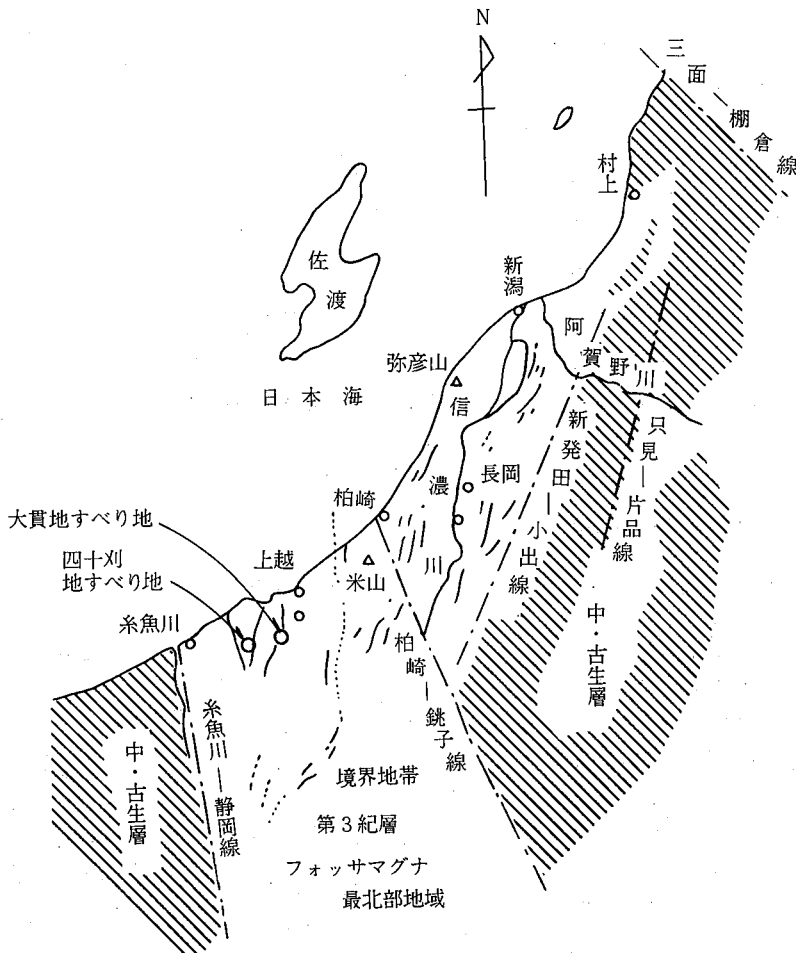 N
三面―棚倉線
村上
佐渡
新潟
阿賀野川
弥彦山
日本海
信濃川
新発田―小出線
只見―片品線
長岡
柏崎
大貫地すべり地
四十刈
地すべり地
上越
米山
糸魚川
柏崎―銚子線
中・古生層
糸魚川―静岡線
中・古生層
境界地帯
第3紀層
フォッサマグナ
最北部地域